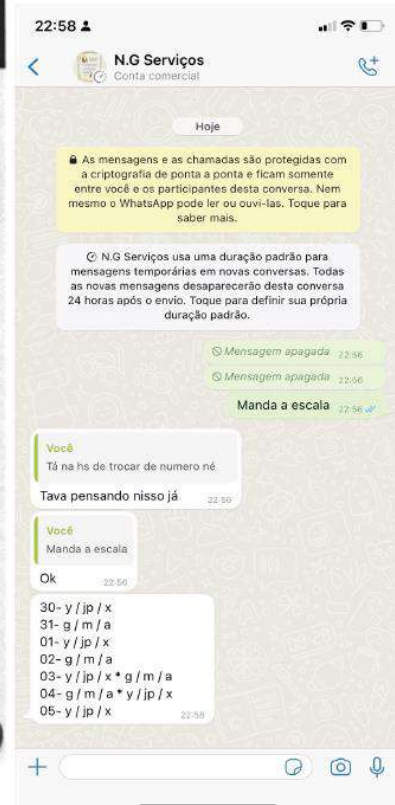 22:58
N.G Serviços
Conta comercial
Hoje
As mensagens e as chamadas são protegidas com
a criptografia de ponta a ponta e ficam somente
entre você e os participantes desta conversa. Nem
mesmo o WhatsApp pode ler ou ouvi-las. Toque para
saber mais.
N.G Serviços usa uma duração padrão para
mensagens temporárias em novas conversas. Todas
as novas mensagens desaparecerão desta conversa
24 horas após o envio. Toque para definir sua própria
duração padrão.
Mensagem apagada 22:56
Mensagem apagada 22:56
Manda a escala 22:56
Você
Tá na hs de trocar de numero né
Tava pensando nisso já 22:56
Você
Manda a escala
Ok 22:56
30- y / jp / x
31- g / m / a
01- y / jp / x
02- g / m / a
03- y / jp / x * g / m / a
04- g / m / a * y / jp / x
05- y / jp / x 22:58